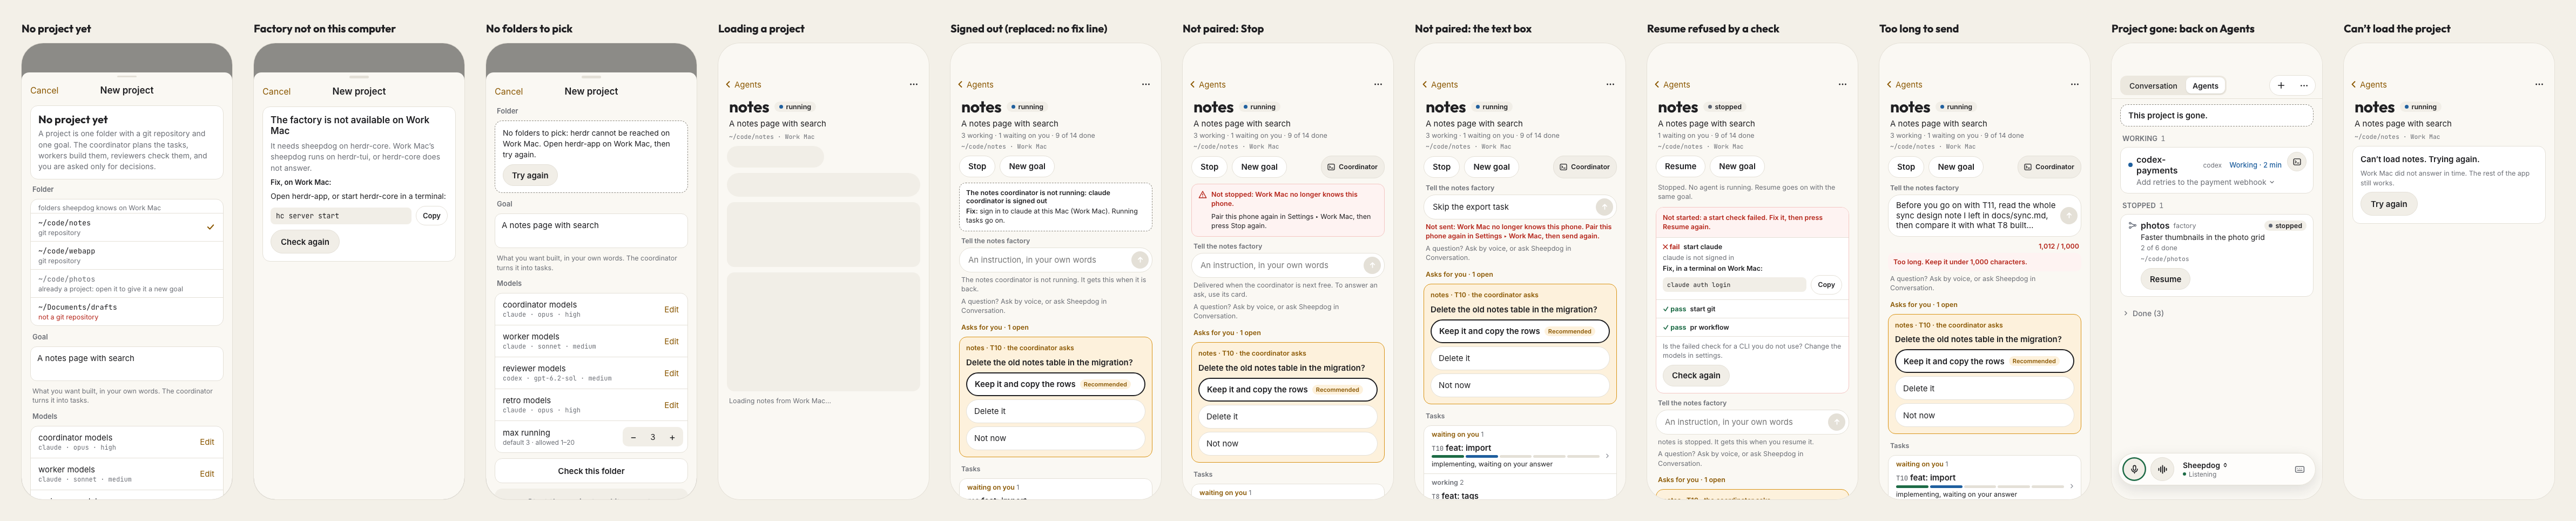 No project yet
Cancel
New project
No project yet
A project is one folder with a git repository and
one goal. The coordinator plans the tasks,
workers build them, reviewers check them, and
you are asked only for decisions.
Folder
folders sheepdog knows on Work Mac
~/code/notes
git repository
~/code/webapp
git repository
~/code/photos
already a project: open it to give it a new goal
~/Documents/drafts
not a git repository
Goal
A notes page with search
What you want built, in your own words. The coordinator
turns it into tasks.
Models
coordinator models
claude · opus · high
Edit
worker models
claude · sonnet · medium
Edit
Factory not on this computer
Cancel
New project
The factory is not available on Work
Mac
It needs sheepdog on herdr-core. Work Mac's
sheepdog runs on herdr-tui, or herdr-core does
not answer.
Fix, on Work Mac:
Open herdr-app, or start herdr-core in a terminal:
hc server start
Copy
Check again
No folders to pick
Cancel
New project
Folder
No folders to pick: herdr cannot be reached on
Work Mac. Open herdr-app on Work Mac, then
try again.
Try again
Goal
A notes page with search
What you want built, in your own words. The coordinator
turns it into tasks.
Models
coordinator models
claude · opus · high
Edit
worker models
claude · sonnet · medium
Edit
reviewer models
codex · gpt-6.2-sol · medium
Edit
retro models
claude · opus · high
Edit
max running
default 3 · allowed 1–20
− 3 +
Check this folder
Loading a project
Agents
notes
running
A notes page with search
~/code/notes · Work Mac
Loading notes from Work Mac...
Signed out (replaced: no fix line)
Agents
notes
running
A notes page with search
3 working · 1 waiting on you · 9 of 14 done
~/code/notes · Work Mac
Stop
New goal
Coordinator
The notes coordinator is not running: claude
coordinator is signed out
Fix: sign in to claude at this Mac (Work Mac). Running
tasks go on.
Tell the notes factory
An instruction, in your own words
The notes coordinator is not running. It gets this when it is
back.
A question? Ask by voice, or ask Sheepdog in
Conversation.
Asks for you · 1 open
notes · T10 · the coordinator asks
Delete the old notes table in the migration?
Keep it and copy the rows
Recommended
Delete it
Not now
Tasks
waiting on you 1
Not paired: Stop
Agents
notes
running
A notes page with search
3 working · 1 waiting on you · 9 of 14 done
~/code/notes · Work Mac
Stop
New goal
Coordinator
Not stopped: Work Mac no longer knows this
phone.
Pair this phone again in Settings • Work Mac, then
press Stop again.
Tell the notes factory
An instruction, in your own words
Delivered when the coordinator is next free. To answer an
ask, use its card.
A question? Ask by voice, or ask Sheepdog in
Conversation.
Asks for you · 1 open
notes · T10 · the coordinator asks
Delete the old notes table in the migration?
Keep it and copy the rows
Recommended
Delete it
Not now
Tasks
waiting on you 1
Not paired: the text box
Agents
notes
running
A notes page with search
3 working · 1 waiting on you · 9 of 14 done
~/code/notes · Work Mac
Stop
New goal
Coordinator
Tell the notes factory
Skip the export task
Not sent: Work Mac no longer knows this phone. Pair this
phone again in Settings • Work Mac, then send again.
A question? Ask by voice, or ask Sheepdog in
Conversation.
Asks for you · 1 open
notes · T10 · the coordinator asks
Delete the old notes table in the migration?
Keep it and copy the rows
Recommended
Delete it
Not now
Tasks
waiting on you 1
T10 feat: import
implementing, waiting on your answer
working 2
T8 feat: tags
Resume refused by a check
Agents
notes
stopped
A notes page with search
1 waiting on you · 9 of 14 done
~/code/notes · Work Mac
Resume
New goal
Coordinator
Stopped. No agent is running. Resume goes on with the
same goal.
Not started: a start check failed. Fix it, then press
Resume again.
fail start claude
claude is not signed in
Fix, in a terminal on Work Mac:
claude auth login
Copy
pass start git
pass pr workflow
Is the failed check for a CLI you do not use? Change the
models in settings.
Check again
Tell the notes factory
An instruction, in your own words
notes is stopped. It gets this when you resume it.
A question? Ask by voice, or ask Sheepdog in
Conversation.
Asks for you · 1 open
Too long to send
Agents
notes
running
A notes page with search
3 working · 1 waiting on you · 9 of 14 done
~/code/notes · Work Mac
Stop
New goal
Coordinator
Tell the notes factory
Before you go on with T11, read the whole
sync design note I left in docs/sync.md,
then compare it with what T8 built...
1,012 / 1,000
Too long. Keep it under 1,000 characters.
A question? Ask by voice, or ask Sheepdog in
Conversation.
Asks for you · 1 open
notes · T10 · the coordinator asks
Delete the old notes table in the migration?
Keep it and copy the rows
Recommended
Delete it
Not now
Tasks
waiting on you 1
T10 feat: import
implementing, waiting on your answer
Project gone: back on Agents
Conversation
Agents
This project is gone.
WORKING 1
codex-
payments
codex
Working · 2 min
Add retries to the payment webhook
STOPPED 1
photos factory
stopped
Faster thumbnails in the photo grid
2 of 6 done
~/code/photos
Resume
Done (3)
Sheepdog
Listening
Can't load the project
Agents
notes
running
A notes page with search
~/code/notes · Work Mac
Can't load notes. Trying again.
Work Mac did not answer in time. The rest of the app
still works.
Try again